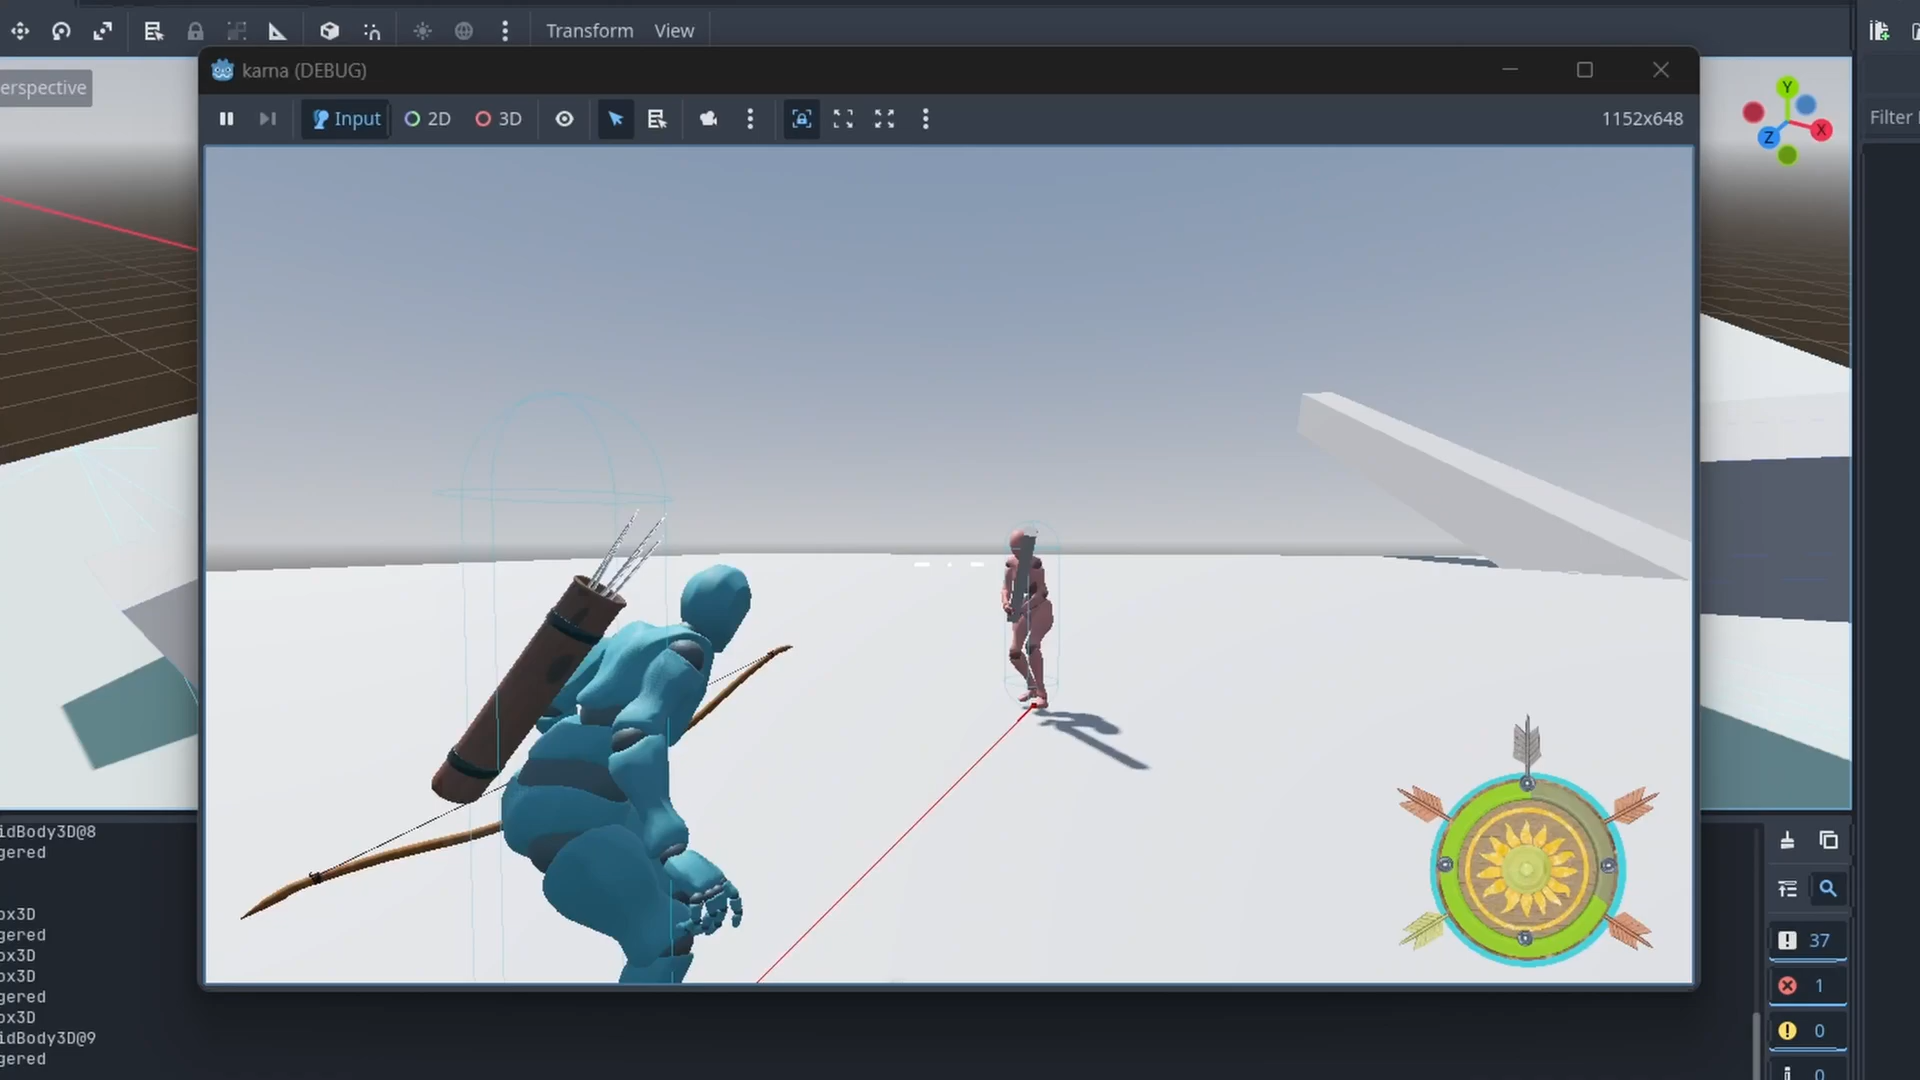 Transform View
erspective
karna (DEBUG)
Input 2D 3D
1152x648
Y
X
Z
Filter
idBody3D@8
gered
ox3D
gered
ox3D
ox3D
gered
ox3D
idBody3D@9
gered
37
1
0
0